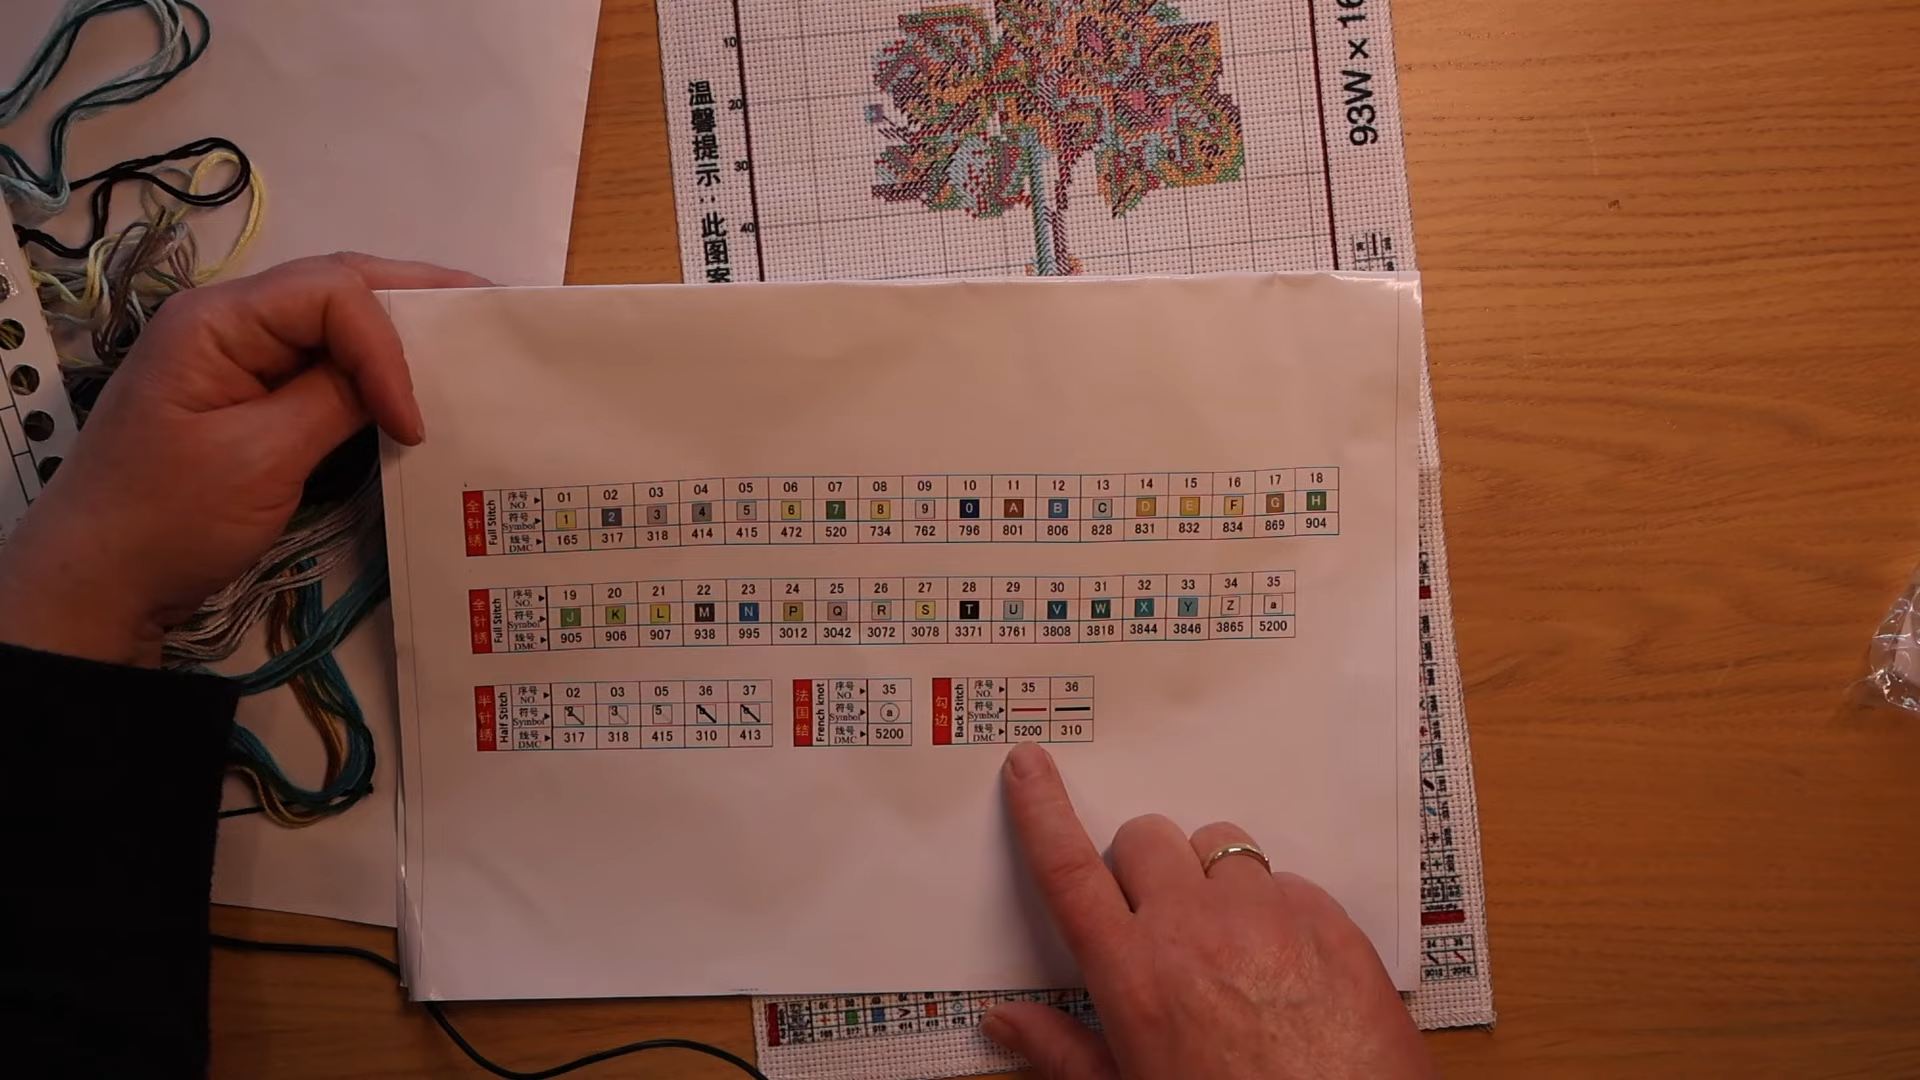 10
20
30
40
温馨提示：此图案
93W × 16
全针绣 Full Stitch
序号 NO. 01 02 03 04 05 06 07 08 09 10 11 12 13 14 15 16 17 18
符号 Symbol 1 2 3 4 5 6 7 8 9 0 A B C D E F G H
线号 DMC 165 317 318 414 415 472 520 734 762 796 801 806 828 831 832 834 869 904
全针绣 Full Stitch
序号 NO. 19 20 21 22 23 24 25 26 27 28 29 30 31 32 33 34 35
符号 Symbol J K L M N P Q R S T U V W X Y Z a
线号 DMC 905 906 907 938 995 3012 3042 3072 3078 3371 3761 3808 3818 3844 3846 3865 5200
半针绣 Half Stitch
序号 NO. 02 03 05 36 37
符号 Symbol 2 3 5
线号 DMC 317 318 415 310 413
法国结 French knot
序号 NO. 35
符号 Symbol a
线号 DMC 5200
勾边 Back Stitch
序号 NO. 35 36
符号 Symbol
线号 DMC 5200 310